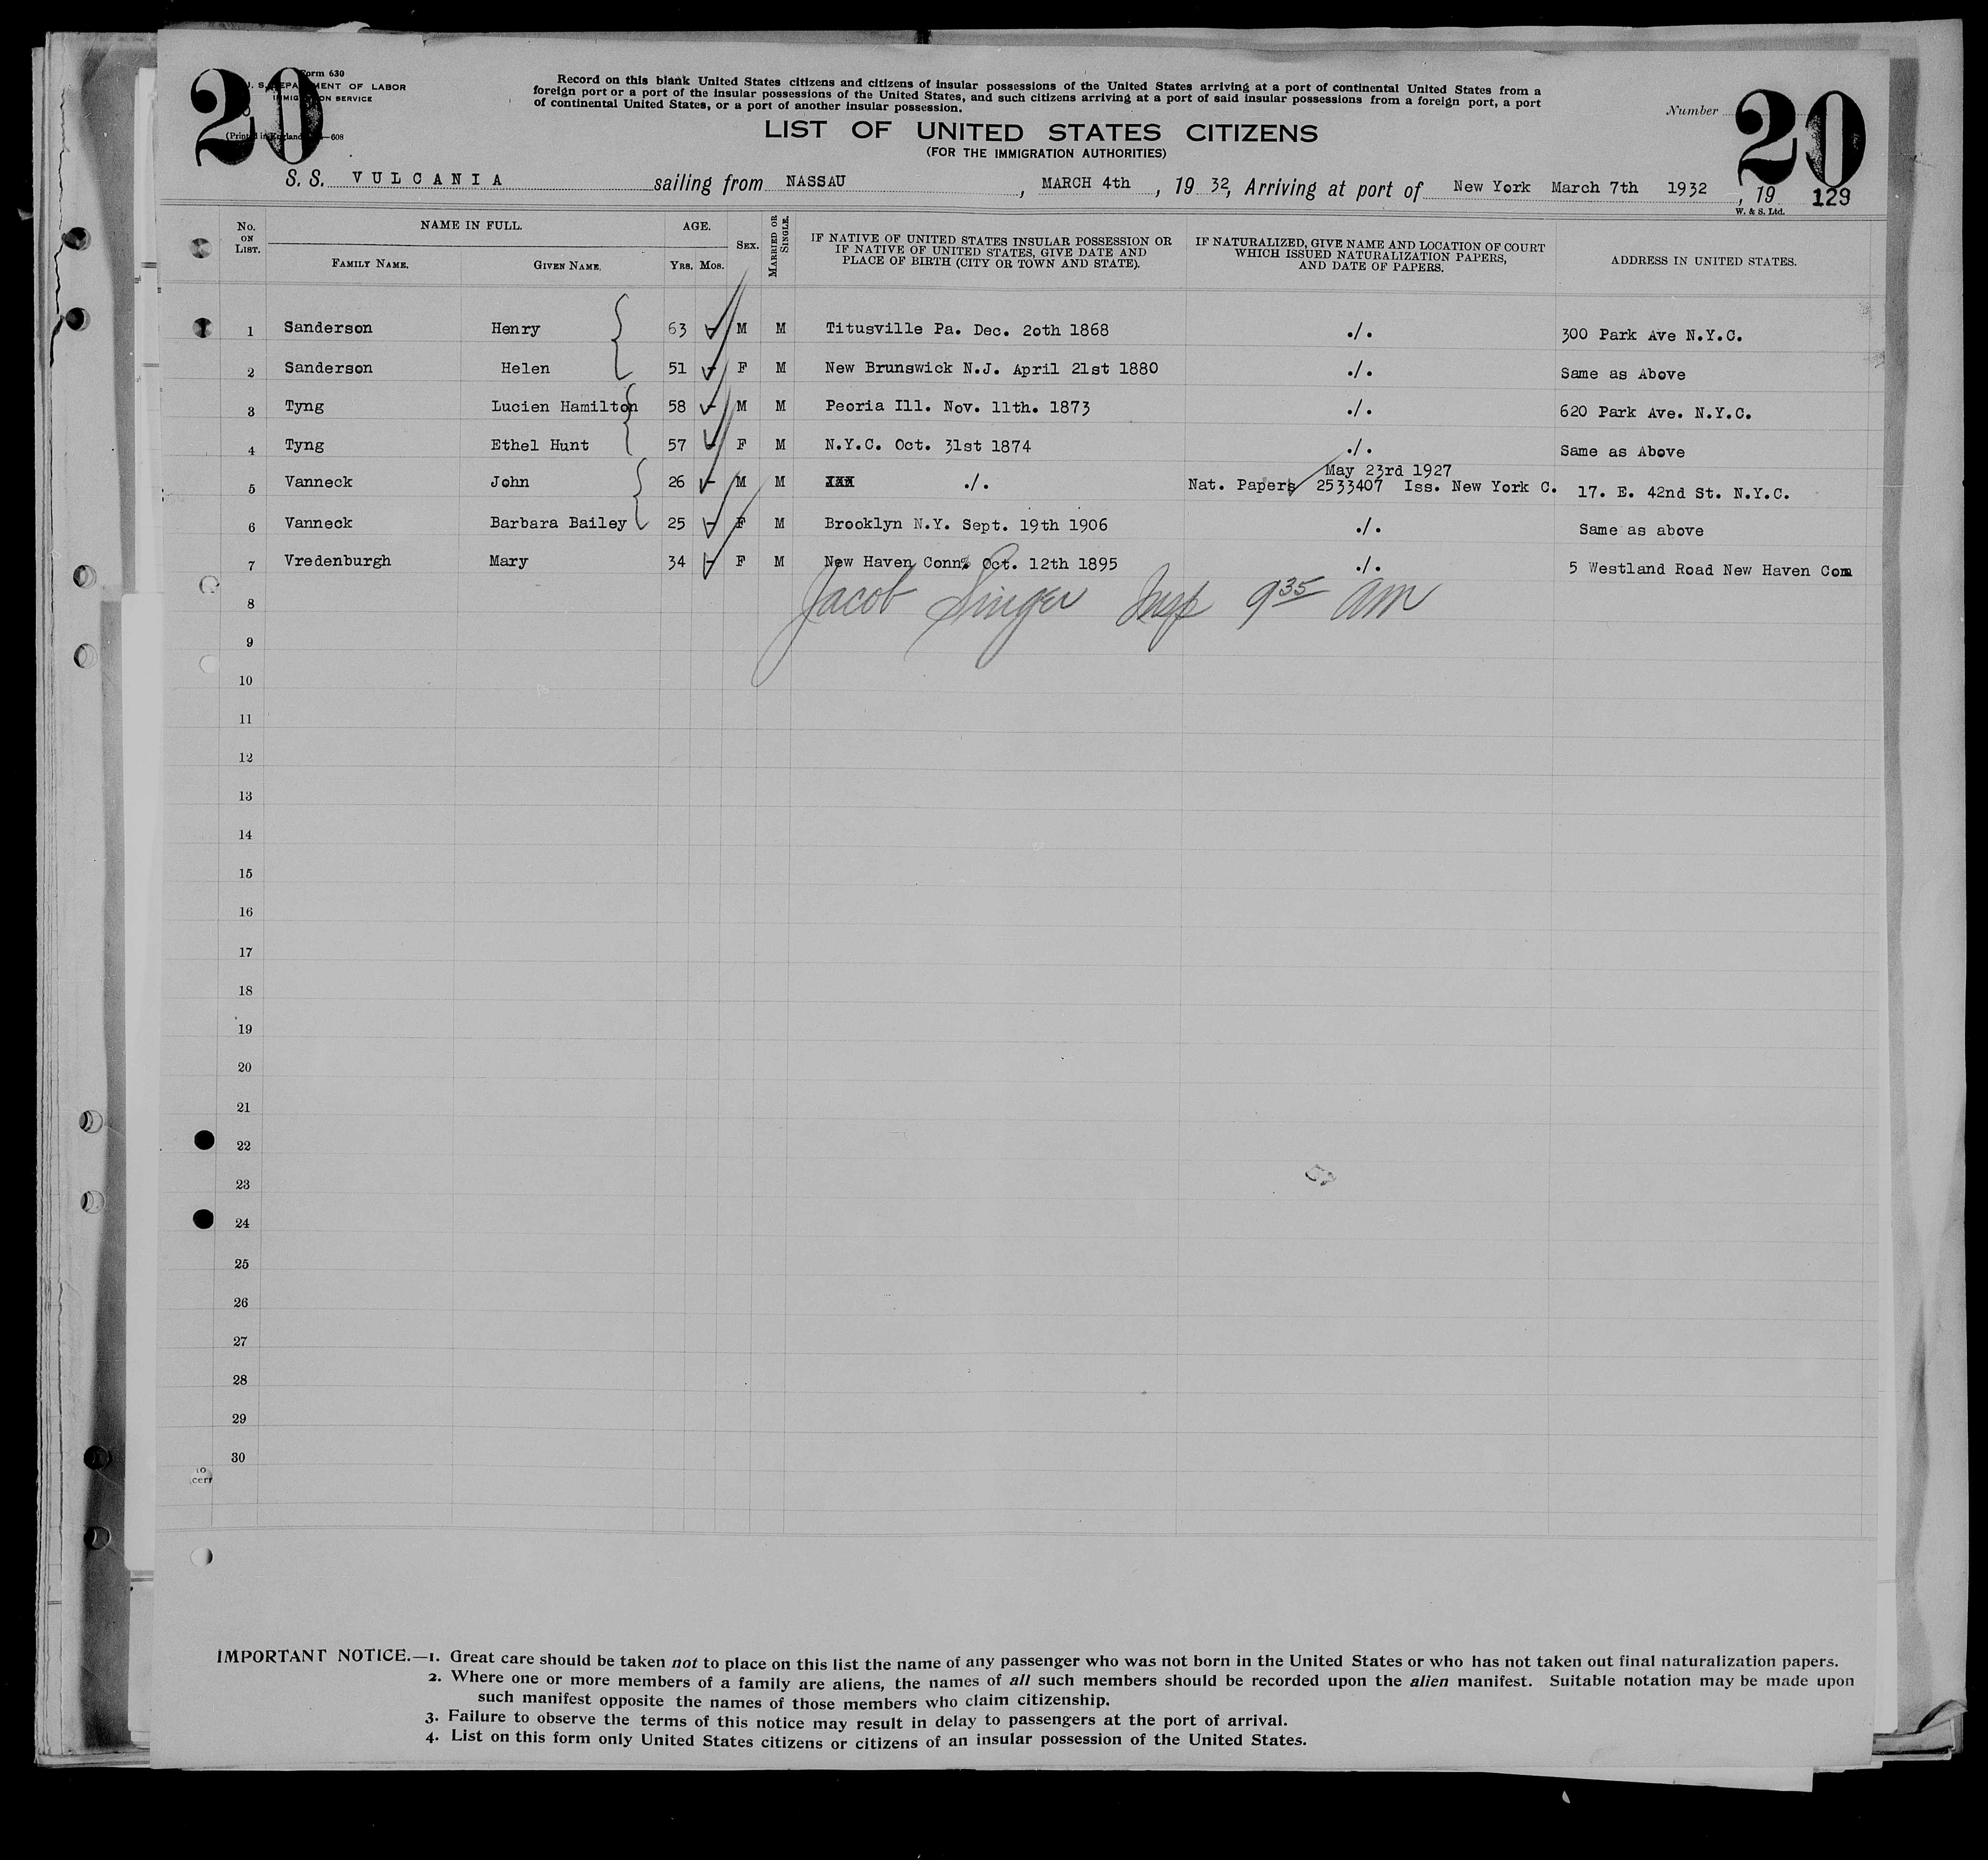 20
Form 630
U. S. DEPARTMENT OF LABOR
IMMIGRATION SERVICE
(Printed in England) —608
Record on this blank United States citizens and citizens of insular possessions of the United States arriving at a port of continental United States from a
foreign port or a port of the insular possessions of the United States, and such citizens arriving at a port of said insular possessions from a foreign port, a port
of continental United States, or a port of another insular possession.
LIST OF UNITED STATES CITIZENS
(FOR THE IMMIGRATION AUTHORITIES)
Number 20
S. S. VULCANIA sailing from NASSAU, MARCH 4th, 19 32, Arriving at port of New York March 7th 1932, 19 129
W. & S. Ltd.
No. ON LIST. NAME IN FULL. AGE. SEX. MARRIED OR SINGLE. IF NATIVE OF UNITED STATES INSULAR POSSESSION OR IF NATIVE OF UNITED STATES, GIVE DATE AND PLACE OF BIRTH (CITY OR TOWN AND STATE). IF NATURALIZED, GIVE NAME AND LOCATION OF COURT WHICH ISSUED NATURALIZATION PAPERS, AND DATE OF PAPERS. ADDRESS IN UNITED STATES.
FAMILY NAME. GIVEN NAME. YRS. MOS.
1 Sanderson Henry 63 M M Titusville Pa. Dec. 2oth 1868 ./. 300 Park Ave N.Y.C.
2 Sanderson Helen 51 F M New Brunswick N.J. April 21st 1880 ./. Same as Above
3 Tyng Lucien Hamilton 58 M M Peoria Ill. Nov. 11th. 1873 ./. 620 Park Ave. N.Y.C.
4 Tyng Ethel Hunt 57 F M N.Y.C. Oct. 31st 1874 ./. Same as Above
May 23rd 1927
5 Vanneck John 26 M M ./. Nat. Papers 2533407 Iss. New York C. 17. E. 42nd St. N.Y.C.
6 Vanneck Barbara Bailey 25 F M Brooklyn N.Y. Sept. 19th 1906 ./. Same as above
7 Vredenburgh Mary 34 F M New Haven Conn. Oct. 12th 1895 ./. 5 Westland Road New Haven Con
8 Jacob Singer Insp 9 35 am
9
10
11
12
13
14
15
16
17
18
19
20
21
22
23
24
25
26
27
28
29
30
IMPORTANT NOTICE.—1. Great care should be taken not to place on this list the name of any passenger who was not born in the United States or who has not taken out final naturalization papers.
2. Where one or more members of a family are aliens, the names of all such members should be recorded upon the alien manifest. Suitable notation may be made upon
such manifest opposite the names of those members who claim citizenship.
3. Failure to observe the terms of this notice may result in delay to passengers at the port of arrival.
4. List on this form only United States citizens or citizens of an insular possession of the United States.